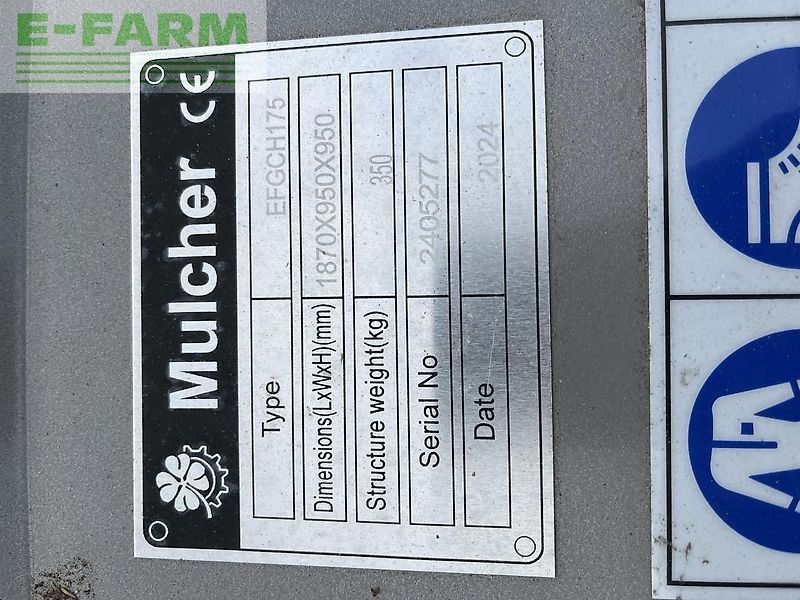 E-FARM
Mulcher CE
Type EFGCH175
Dimensions(LxWxH)(mm) 1870X950X950
Structure weight(kg) 350
Serial No 2405277
Date 2024